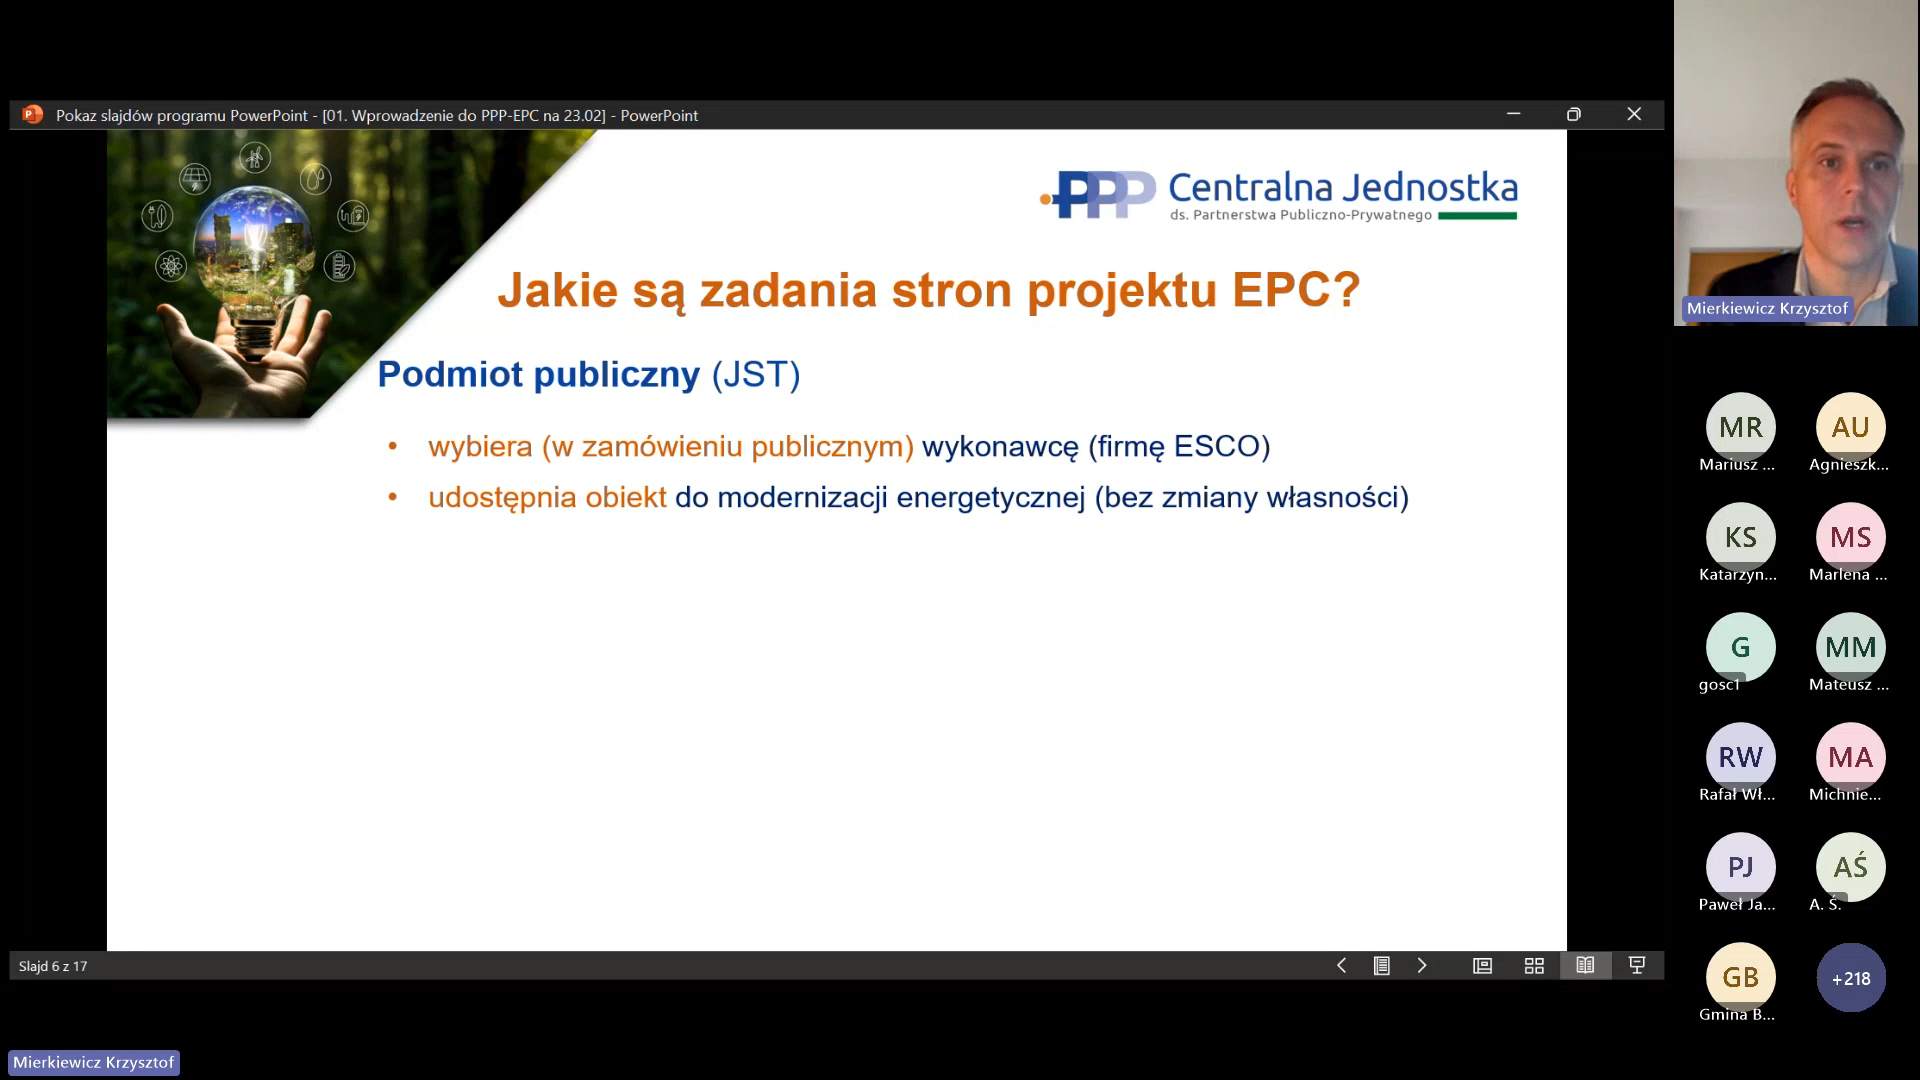 Pokaz slajdów programu PowerPoint - [01. Wprowadzenie do PPP-EPC na 23.02] - PowerPoint
PPP Centralna Jednostka
ds. Partnerstwa Publiczno-Prywatnego
Jakie są zadania stron projektu EPC?
Podmiot publiczny (JST)
• wybiera (w zamówieniu publicznym) wykonawcę (firmę ESCO)
• udostępnia obiekt do modernizacji energetycznej (bez zmiany własności)
Slajd 6 z 17
Mierkiewicz Krzysztof
Mierkiewicz Krzysztof
MR AU
Mariusz ... Agnieszk...
KS MS
Katarzyn... Marlena ...
G MM
gosc1 Mateusz ...
RW MA
Rafał Wł... Michnie...
PJ AŚ
Paweł Ja... A. Ś.
GB +218
Gmina B...